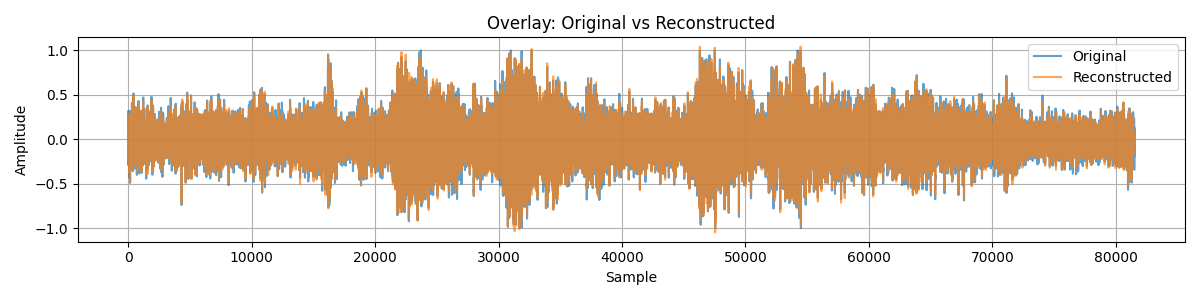 Overlay: Original vs Reconstructed
Original
Reconstructed
Amplitude
1.0
0.5
0.0
−0.5
−1.0
0 10000 20000 30000 40000 50000 60000 70000 80000
Sample